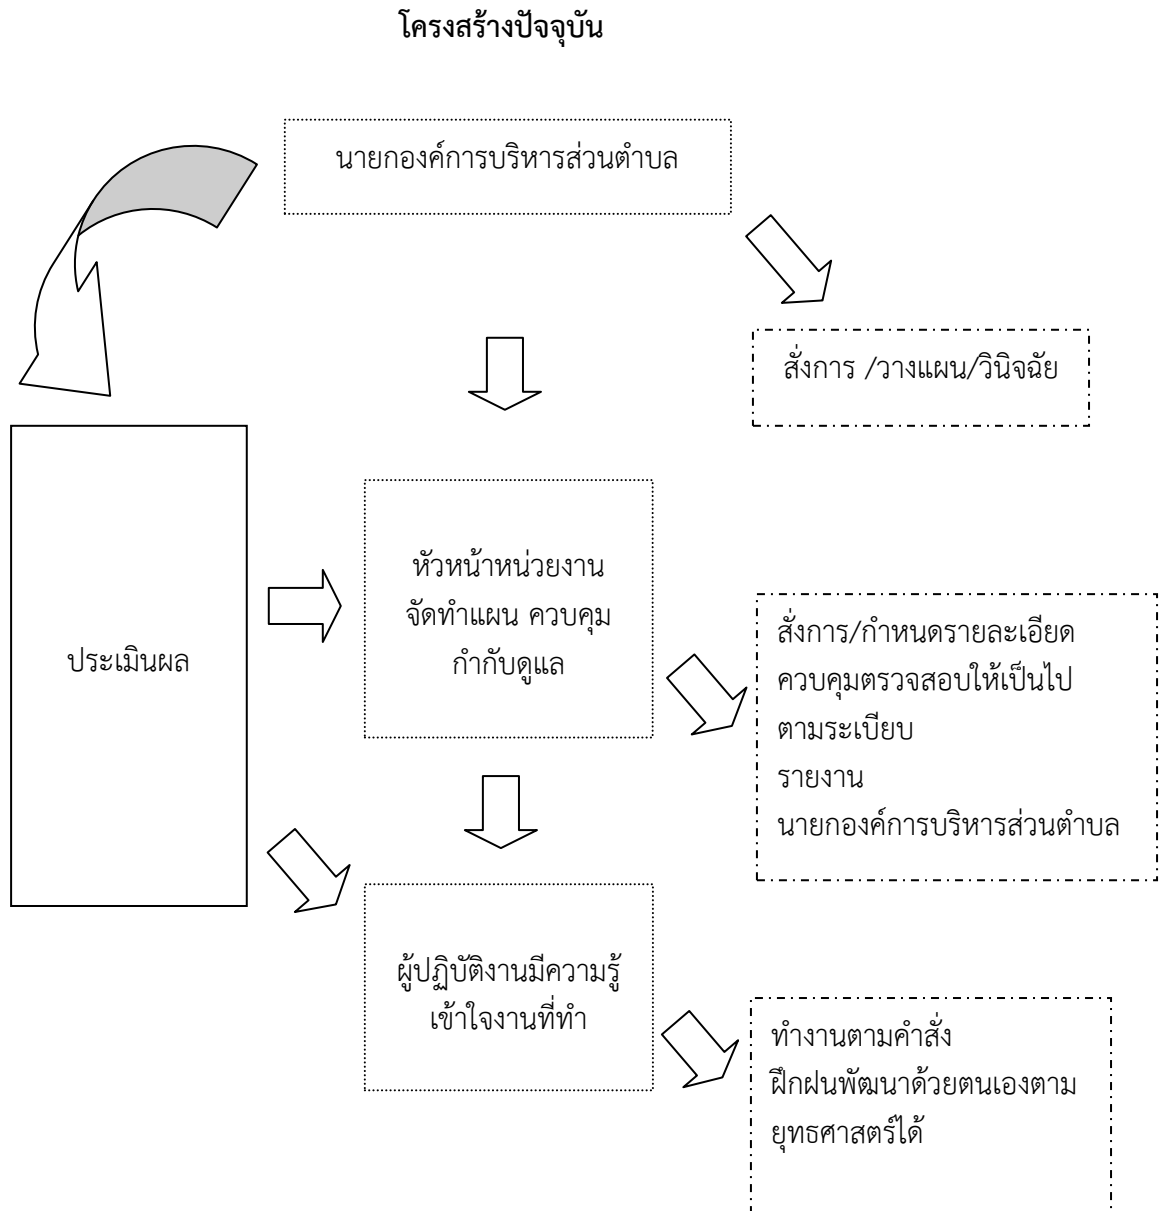 โครงสร้างปัจจุบัน
นายกองค์การบริหารส่วนตำบล
สั่งการ /วางแผน/วินิจฉัย
หัวหน้าหน่วยงาน
จัดทำแผน ควบคุม
กำกับดูแล
ประเมินผล
สั่งการ/กำหนดรายละเอียด
ควบคุมตรวจสอบให้เป็นไป
ตามระเบียบ
รายงาน
นายกองค์การบริหารส่วนตำบล
ผู้ปฏิบัติงานมีความรู้
เข้าใจงานที่ทำ
ทำงานตามคำสั่ง
ฝึกฝนพัฒนาด้วยตนเองตาม
ยุทธศาสตร์ได้